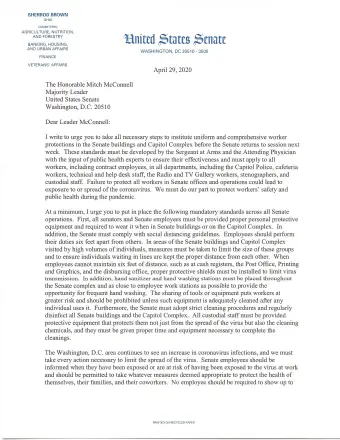 SHERROD BROWN
OHIO
COMMITTEES:
AGRICULTURE, NUTRITION,
AND FORESTRY
BANKING, HOUSING,
AND URBAN AFFAIRS
FINANCE
VETERANS' AFFAIRS
United States Senate
WASHINGTON, DC 20510 - 3505
April 29, 2020
The Honorable Mitch McConnell
Majority Leader
United States Senate
Washington, D.C. 20510
Dear Leader McConnell:
I write to urge you to take all necessary steps to institute uniform and comprehensive worker
protections in the Senate buildings and Capitol Complex before the Senate returns to session next
week. These standards must be developed by the Sergeant at Arms and the Attending Physician
with the input of public health experts to ensure their effectiveness and must apply to all
workers, including contract employees, in all departments, including the Capitol Police, cafeteria
workers, technical and help desk staff, the Radio and TV Gallery workers, stenographers, and
custodial staff. Failure to protect all workers in Senate offices and operations could lead to
exposure to or spread of the coronavirus. We must do our part to protect workers' safety and
public health during the pandemic.
At a minimum, I urge you to put in place the following mandatory standards across all Senate
operations. First, all senators and Senate employees must be provided proper personal protective
equipment and required to wear it when in Senate buildings or on the Capitol Complex. In
addition, the Senate must comply with social distancing guidelines. Employees should perform
their duties six feet apart from others. In areas of the Senate buildings and Capitol Complex
visited by high volumes of individuals, measures must be taken to limit the size of these groups
and to ensure individuals waiting in lines are kept the proper distance from each other. When
employees cannot maintain six feet of distance, such as at cash registers, the Post Office, Printing
and Graphics, and the disbursing office, proper protective shields must be installed to limit virus
transmission. In addition, hand sanitizer and hand washing stations must be placed throughout
the Senate complex and as close to employee work stations as possible to provide the
opportunity for frequent hand washing. The sharing of tools or equipment puts workers at
greater risk and should be prohibited unless such equipment is adequately cleaned after any
individual uses it. Furthermore, the Senate must adopt strict cleaning procedures and regularly
disinfect all Senate buildings and the Capitol Complex. All custodial staff must be provided
protective equipment that protects them not just from the spread of the virus but also the cleaning
chemicals, and they must be given proper time and equipment necessary to complete the
cleanings.
The Washington, D.C. area continues to see an increase in coronavirus infections, and we must
take every action necessary to limit the spread of the virus. Senate employees should be
informed when they have been exposed or are at risk of having been exposed to the virus at work
and should be permitted to take whatever measures deemed appropriate to protect the health of
themselves, their families, and their coworkers. No employee should be required to show up to
PRINTED ON RECYCLED PAPER